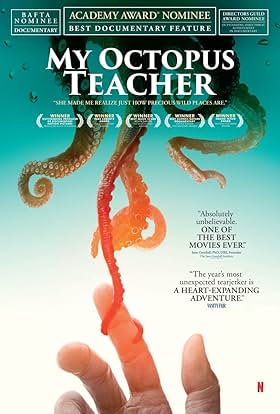 BAFTA
NOMINEE
DOCUMENTARY
ACADEMY AWARD® NOMINEE
BEST DOCUMENTARY FEATURE
DIRECTORS GUILD
AWARD NOMINEE
MY OCTOPUS
TEACHER
"SHE MADE ME REALIZE JUST HOW PRECIOUS WILD PLACES ARE."
WINNER
WINNER
WINNER
WINNER
WINNER
"Absolutely
unbelievable.
ONE OF
THE BEST
MOVIES EVER."
"The year's most
unexpected tearjerker is
A HEART-EXPANDING
ADVENTURE."
VANITY FAIR
N